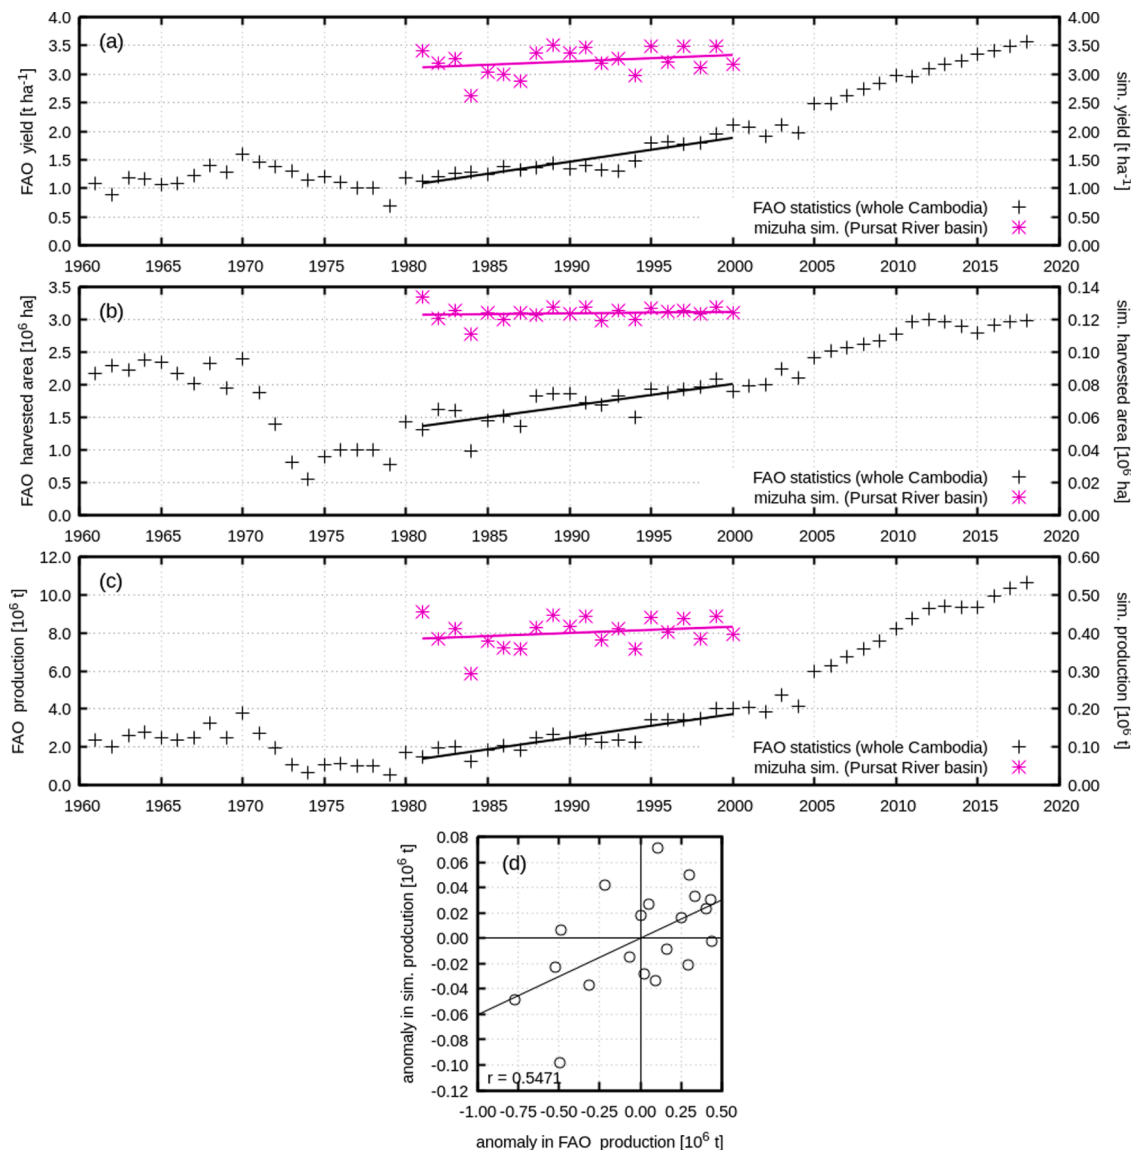 (a)
FAO yield [t ha-1]
4.0
3.5
3.0
2.5
2.0
1.5
1.0
0.5
0.0
4.00
3.50
3.00
2.50
2.00
1.50
1.00
0.50
0.00
sim. yield [t ha-1]
FAO statistics (whole Cambodia)
mizuha sim. (Pursat River basin)
1960 1965 1970 1975 1980 1985 1990 1995 2000 2005 2010 2015 2020
(b)
FAO harvested area [10^6 ha]
3.5
3.0
2.5
2.0
1.5
1.0
0.5
0.0
0.14
0.12
0.10
0.08
0.06
0.04
0.02
0.00
sim. harvested area [10^6 ha]
FAO statistics (whole Cambodia)
mizuha sim. (Pursat River basin)
1960 1965 1970 1975 1980 1985 1990 1995 2000 2005 2010 2015 2020
(c)
FAO production [10^6 t]
12.0
10.0
8.0
6.0
4.0
2.0
0.0
0.60
0.50
0.40
0.30
0.20
0.10
0.00
sim. production [10^6 t]
FAO statistics (whole Cambodia)
mizuha sim. (Pursat River basin)
1960 1965 1970 1975 1980 1985 1990 1995 2000 2005 2010 2015 2020
(d)
anomaly in sim. prodcution [10^6 t]
0.08
0.06
0.04
0.02
0.00
-0.02
-0.04
-0.06
-0.08
-0.10
-0.12
r = 0.5471
-1.00 -0.75 -0.50 -0.25 0.00 0.25 0.50
anomaly in FAO production [10^6 t]